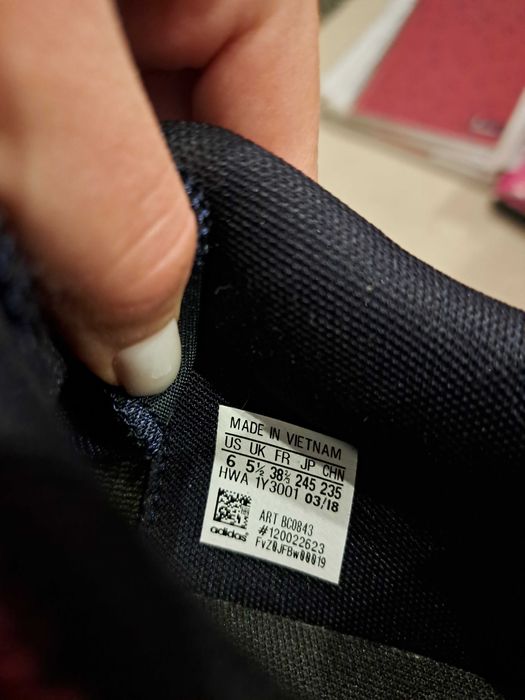 MADE IN VIETNAM
US UK FR JP CHN
6 5½ 38⅔ 245 235
HWA 1Y3001 03/18
ART BC0843
#120022623
adidas FvZ0JFBw00019